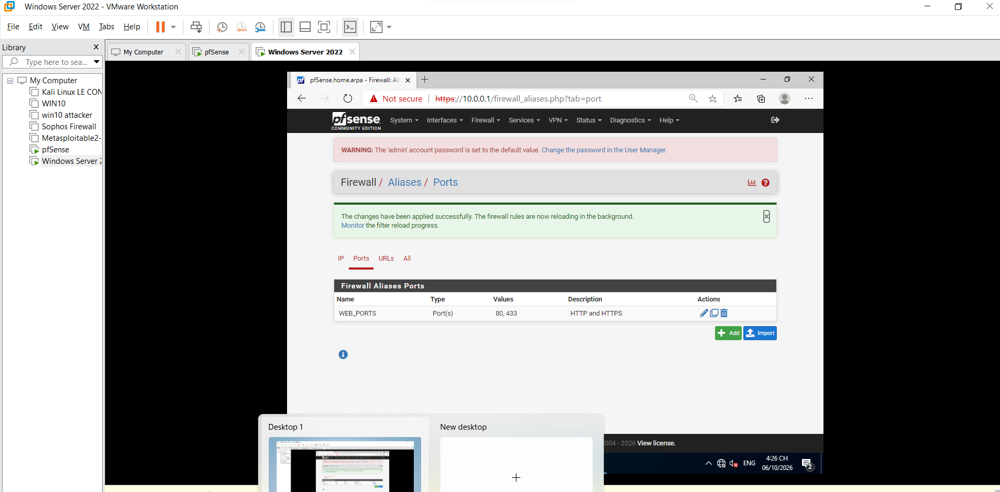 Windows Server 2022 - VMware Workstation
File Edit View VM Tabs Help
Library
Type here to sea...
My Computer
Kali Linux LE CON
WIN10
win10 attacker
Sophos Firewall
Metasploitable2-
pfSense
Windows Server 2
My Computer pfSense Windows Server 2022
pfSense.home.arpa - Firewall: Ali
Not secure https://10.0.0.1/firewall_aliases.php?tab=port
pfsense
COMMUNITY EDITION
System Interfaces Firewall Services VPN Status Diagnostics Help
WARNING: The 'admin' account password is set to the default value. Change the password in the User Manager.
Firewall / Aliases / Ports
The changes have been applied successfully. The firewall rules are now reloading in the background.
Monitor the filter reload progress.
IP Ports URLs All
Firewall Aliases Ports
Name Type Values Description Actions
WEB_PORTS Port(s) 80, 433 HTTP and HTTPS
Add Import
Desktop 1 New desktop
2004 - 2026 View license.
ENG
4:26 CH
06/10/2026
2